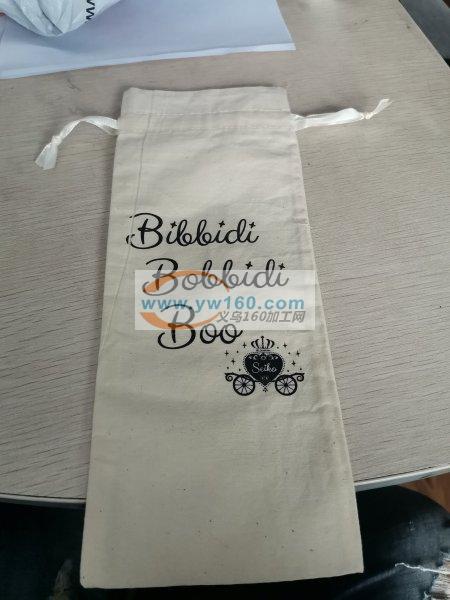 Bibbidi
Bobbidi
www.yw160.com
义乌160加工网
Boo
Seiko